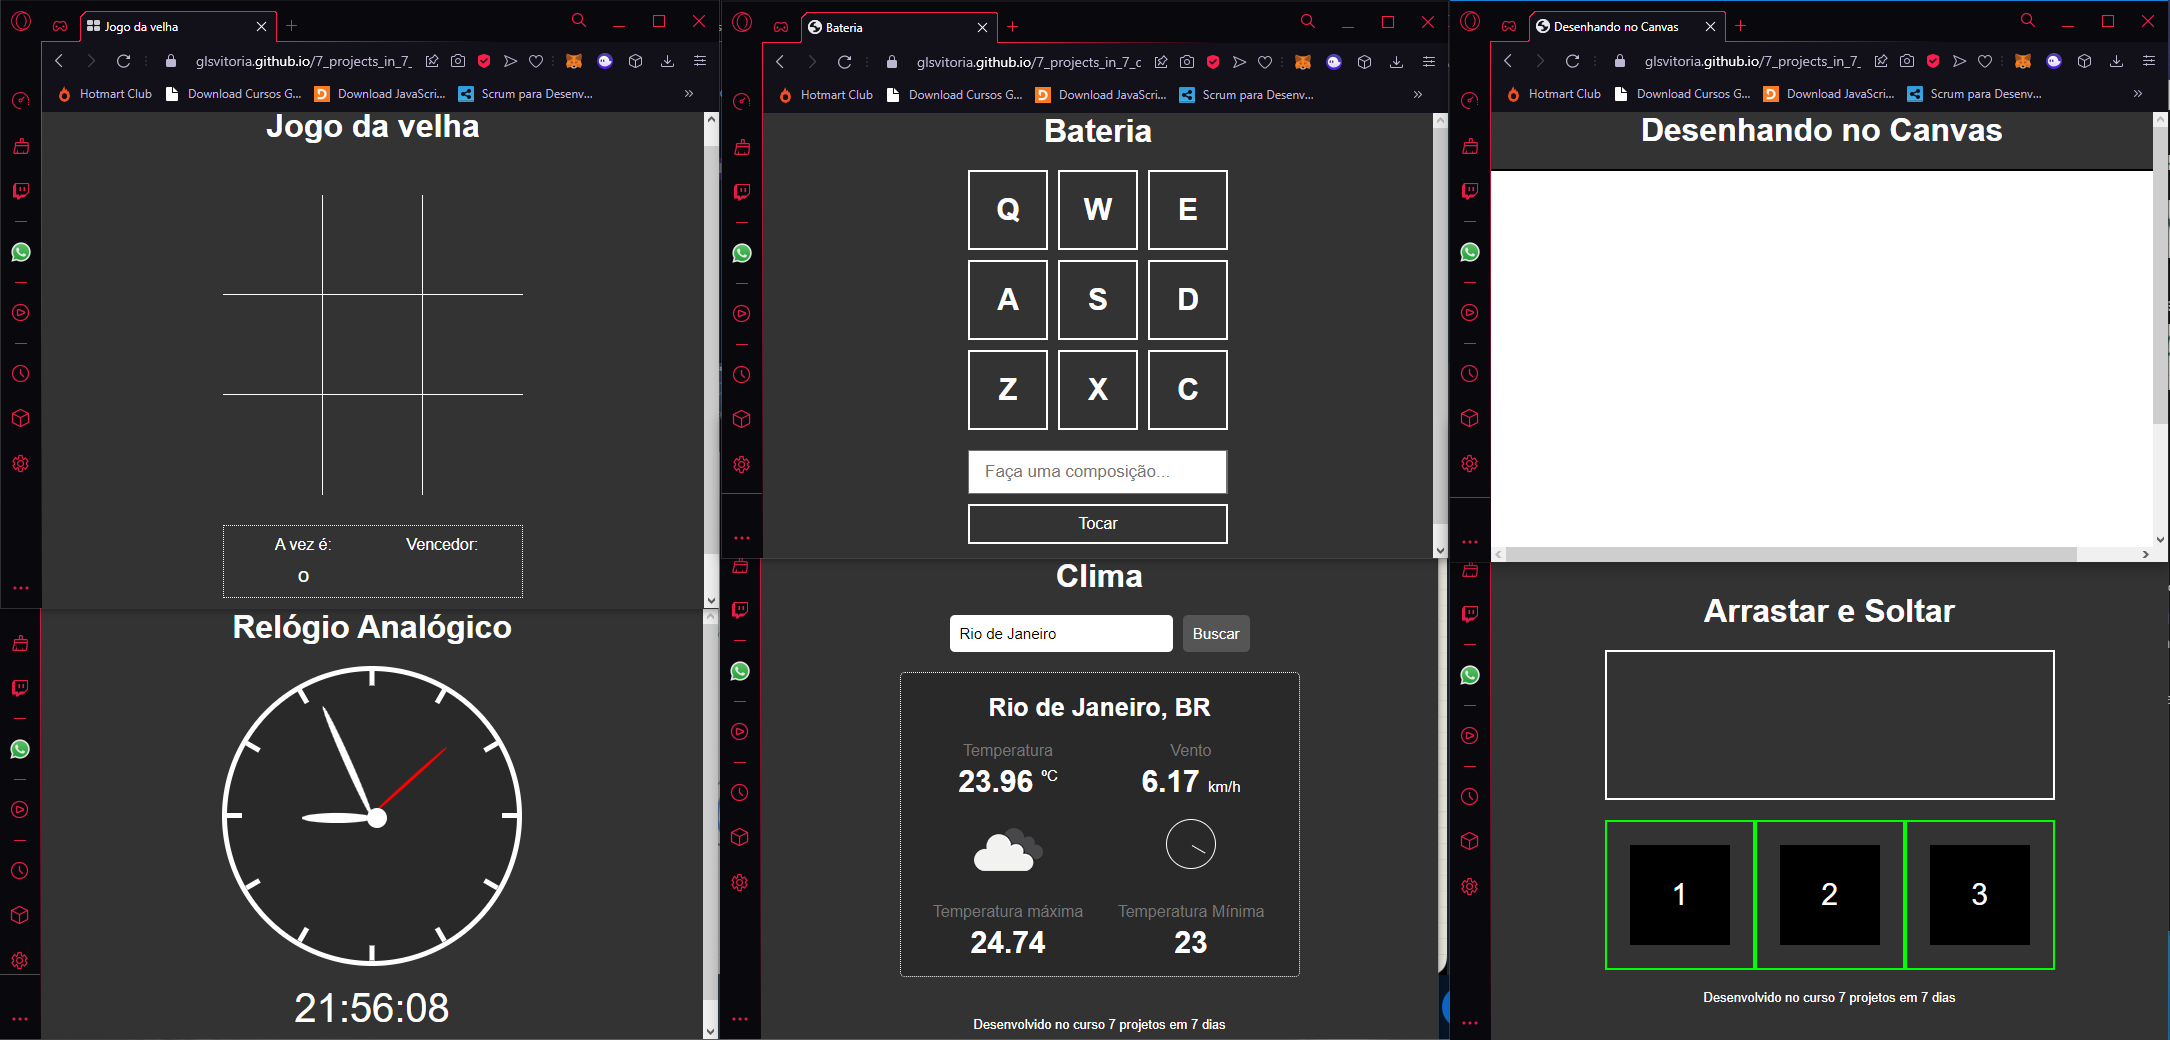 Jogo da velha
glsvitoria.github.io/7_projects_in_7_
Hotmart Club
Download Cursos G...
Download JavaScri...
Scrum para Desenv...
Jogo da velha
A vez é:
Vencedor:
O
Bateria
glsvitoria.github.io/7_projects_in_7_c
Hotmart Club
Download Cursos G...
Download JavaScri...
Scrum para Desenv...
Bateria
Q W E
A S D
Z X C
Faça uma composição...
Tocar
Desenhando no Canvas
glsvitoria.github.io/7_projects_in_7_
Hotmart Club
Download Cursos G...
Download JavaScri...
Scrum para Desenv...
Desenhando no Canvas
Relógio Analógico
21:56:08
Clima
Rio de Janeiro
Buscar
Rio de Janeiro, BR
Temperatura
23.96 ºC
Vento
6.17 km/h
Temperatura máxima
24.74
Temperatura Mínima
23
Desenvolvido no curso 7 projetos em 7 dias
Arrastar e Soltar
1 2 3
Desenvolvido no curso 7 projetos em 7 dias